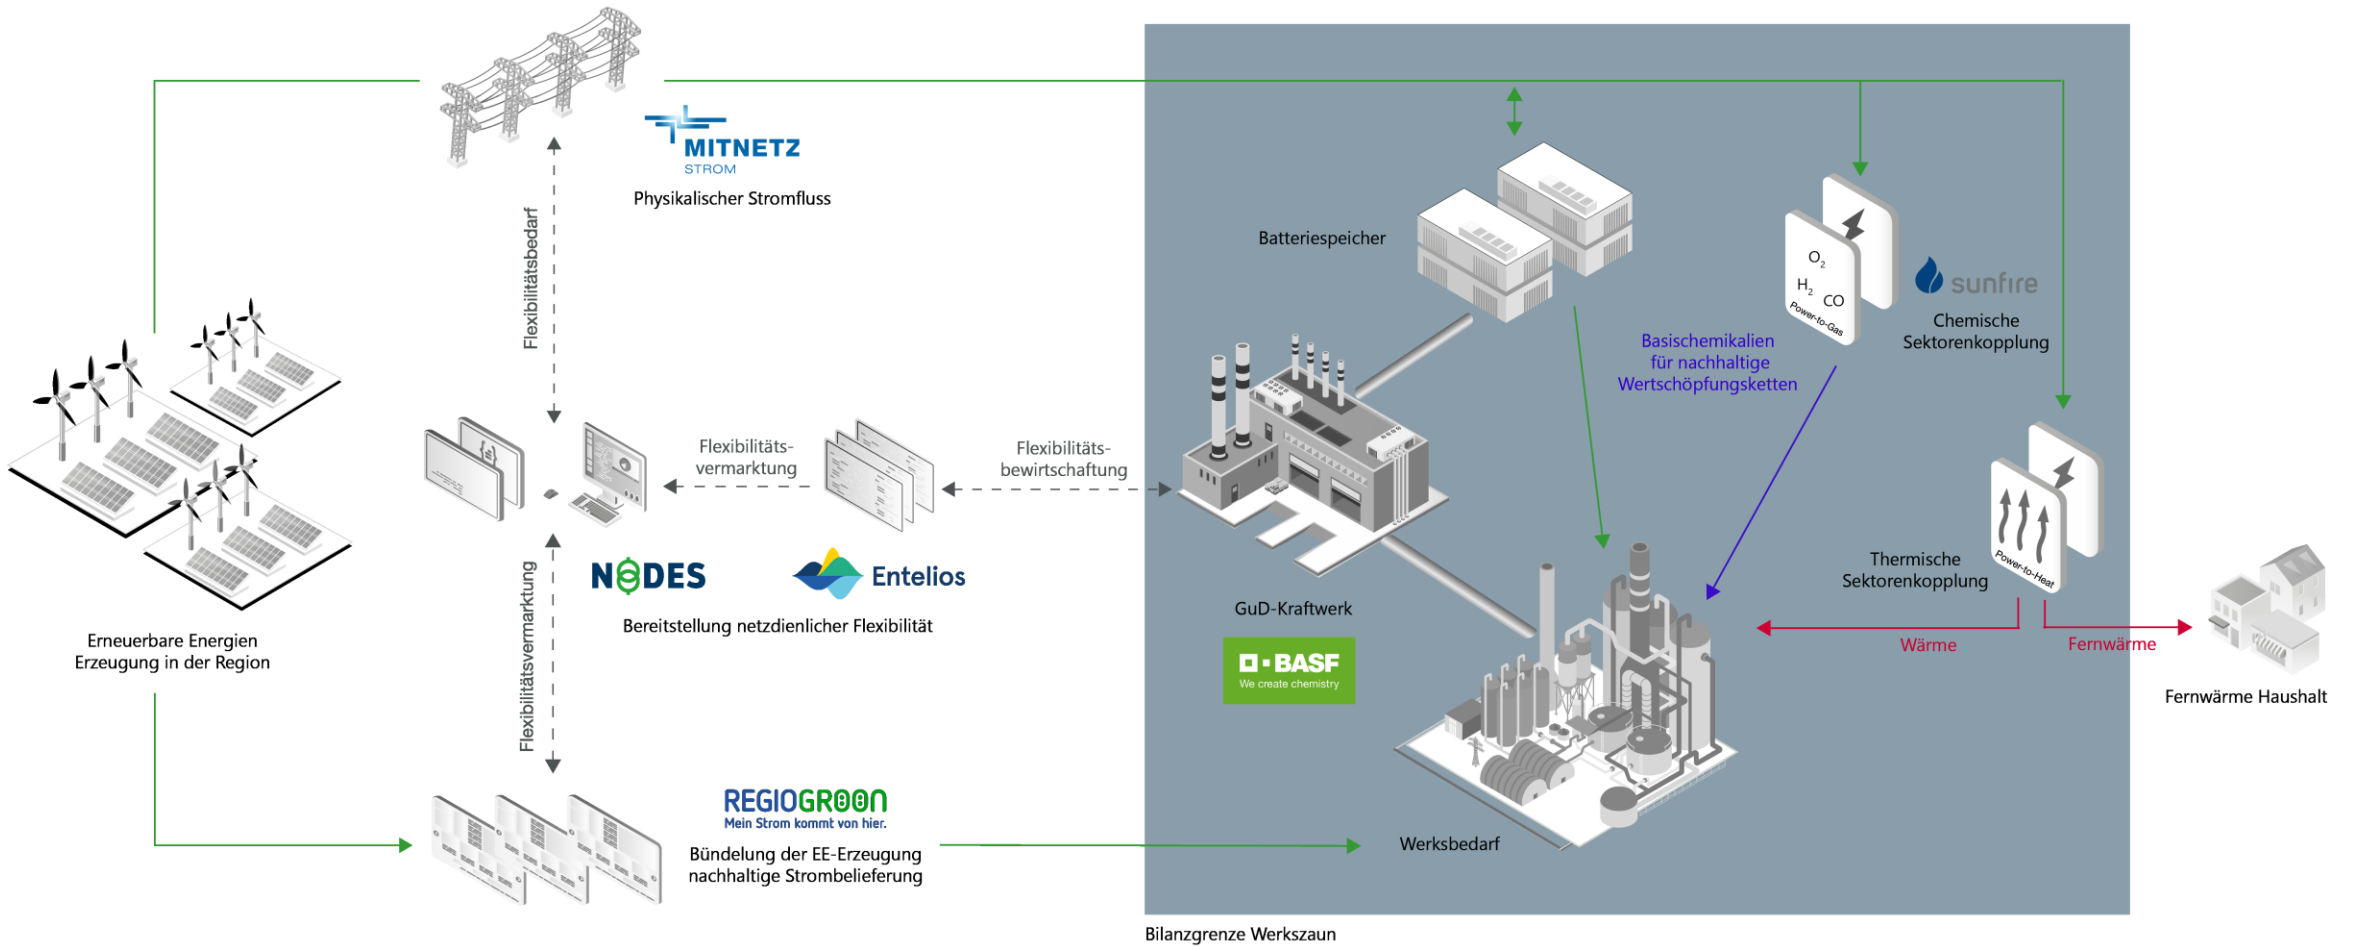 MITNETZ
STROM
Physikalischer Stromfluss
Flexibilitätsbedarf
Batteriespeicher
O2
H2
CO
Power-to-Gas
sunfire
Chemische
Sektorenkopplung
Basischemikalien
für nachhaltige
Wertschöpfungsketten
Flexibilitäts-
vermarktung
Flexibilitäts-
bewirtschaftung
NODES
Entelios
Bereitstellung netzdienlicher Flexibilität
Erneuerbare Energien
Erzeugung in der Region
Flexibilitätsvermarktung
GuD-Kraftwerk
BASF
We create chemistry
Thermische
Sektorenkopplung
Power-to-Heat
Wärme
Fernwärme
Fernwärme Haushalt
REGIOGROON
Mein Strom kommt von hier.
Bündelung der EE-Erzeugung
nachhaltige Strombelieferung
Werksbedarf
Bilanzgrenze Werkszaun